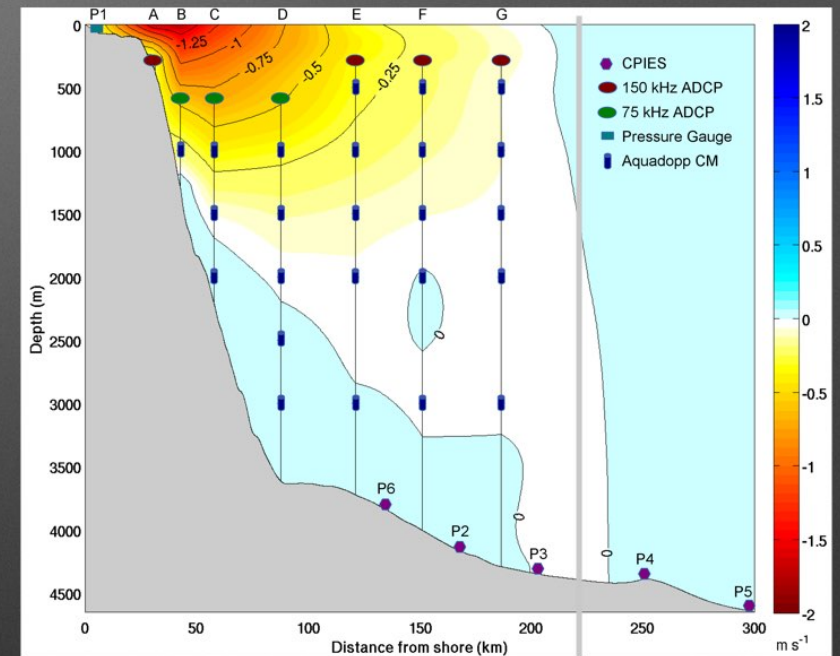 P1 A B C D E F G
0
500
1000
1500
2000
2500
3000
3500
4000
4500
Depth (m)
-1.25
-1
-0.75
-0.5
-0.25
0
0
0
CPIES
150 kHz ADCP
75 kHz ADCP
Pressure Gauge
Aquadopp CM
P6
P2
P3
P4
P5
0 50 100 150 200 250 300
Distance from shore (km)
2
1.5
1
0.5
0
-0.5
-1
-1.5
-2
m s⁻¹